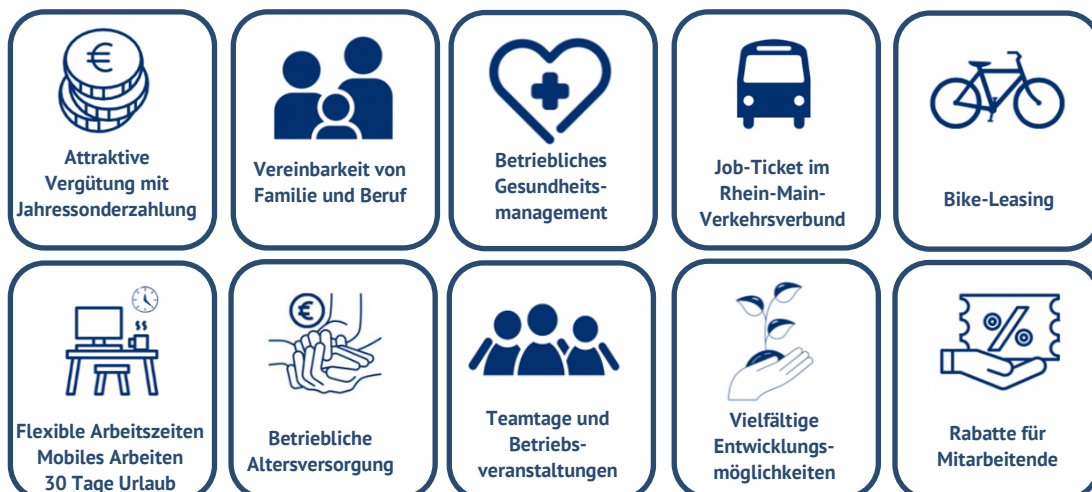 €
Attraktive
Vergütung mit
Jahressonderzahlung
Vereinbarkeit von
Familie und Beruf
Betriebliches
Gesundheits-
management
Job-Ticket im
Rhein-Main-
Verkehrsverbund
Bike-Leasing
Flexible Arbeitszeiten
Mobiles Arbeiten
30 Tage Urlaub
€
Betriebliche
Altersversorgung
Teamtage und
Betriebs-
veranstaltungen
Vielfältige
Entwicklungs-
möglichkeiten
%
Rabatte für
Mitarbeitende